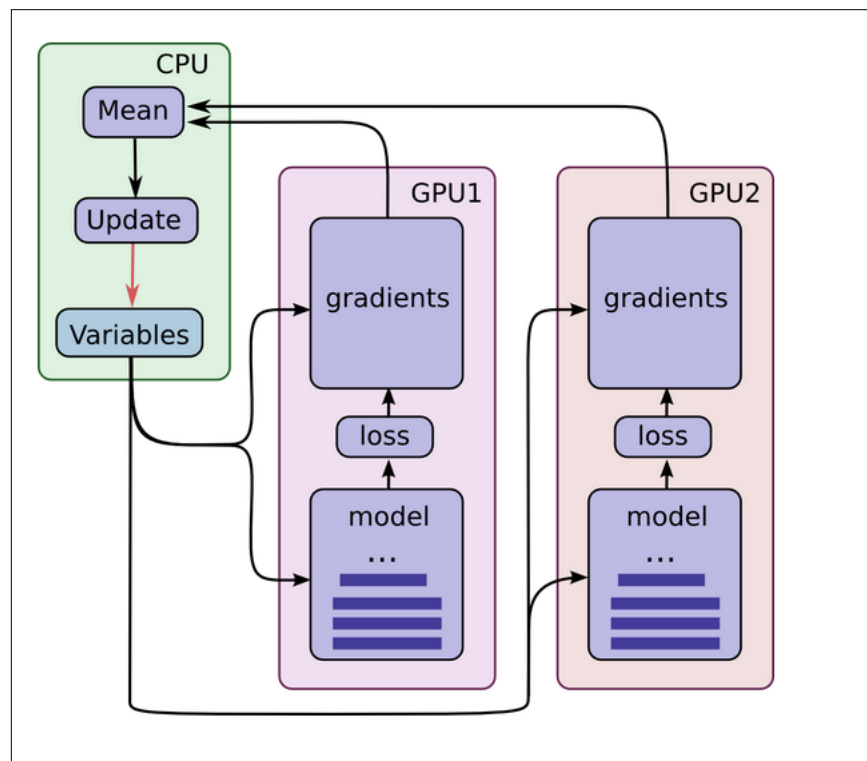 CPU
Mean
Update
Variables
GPU1
gradients
loss
model
...
GPU2
gradients
loss
model
...